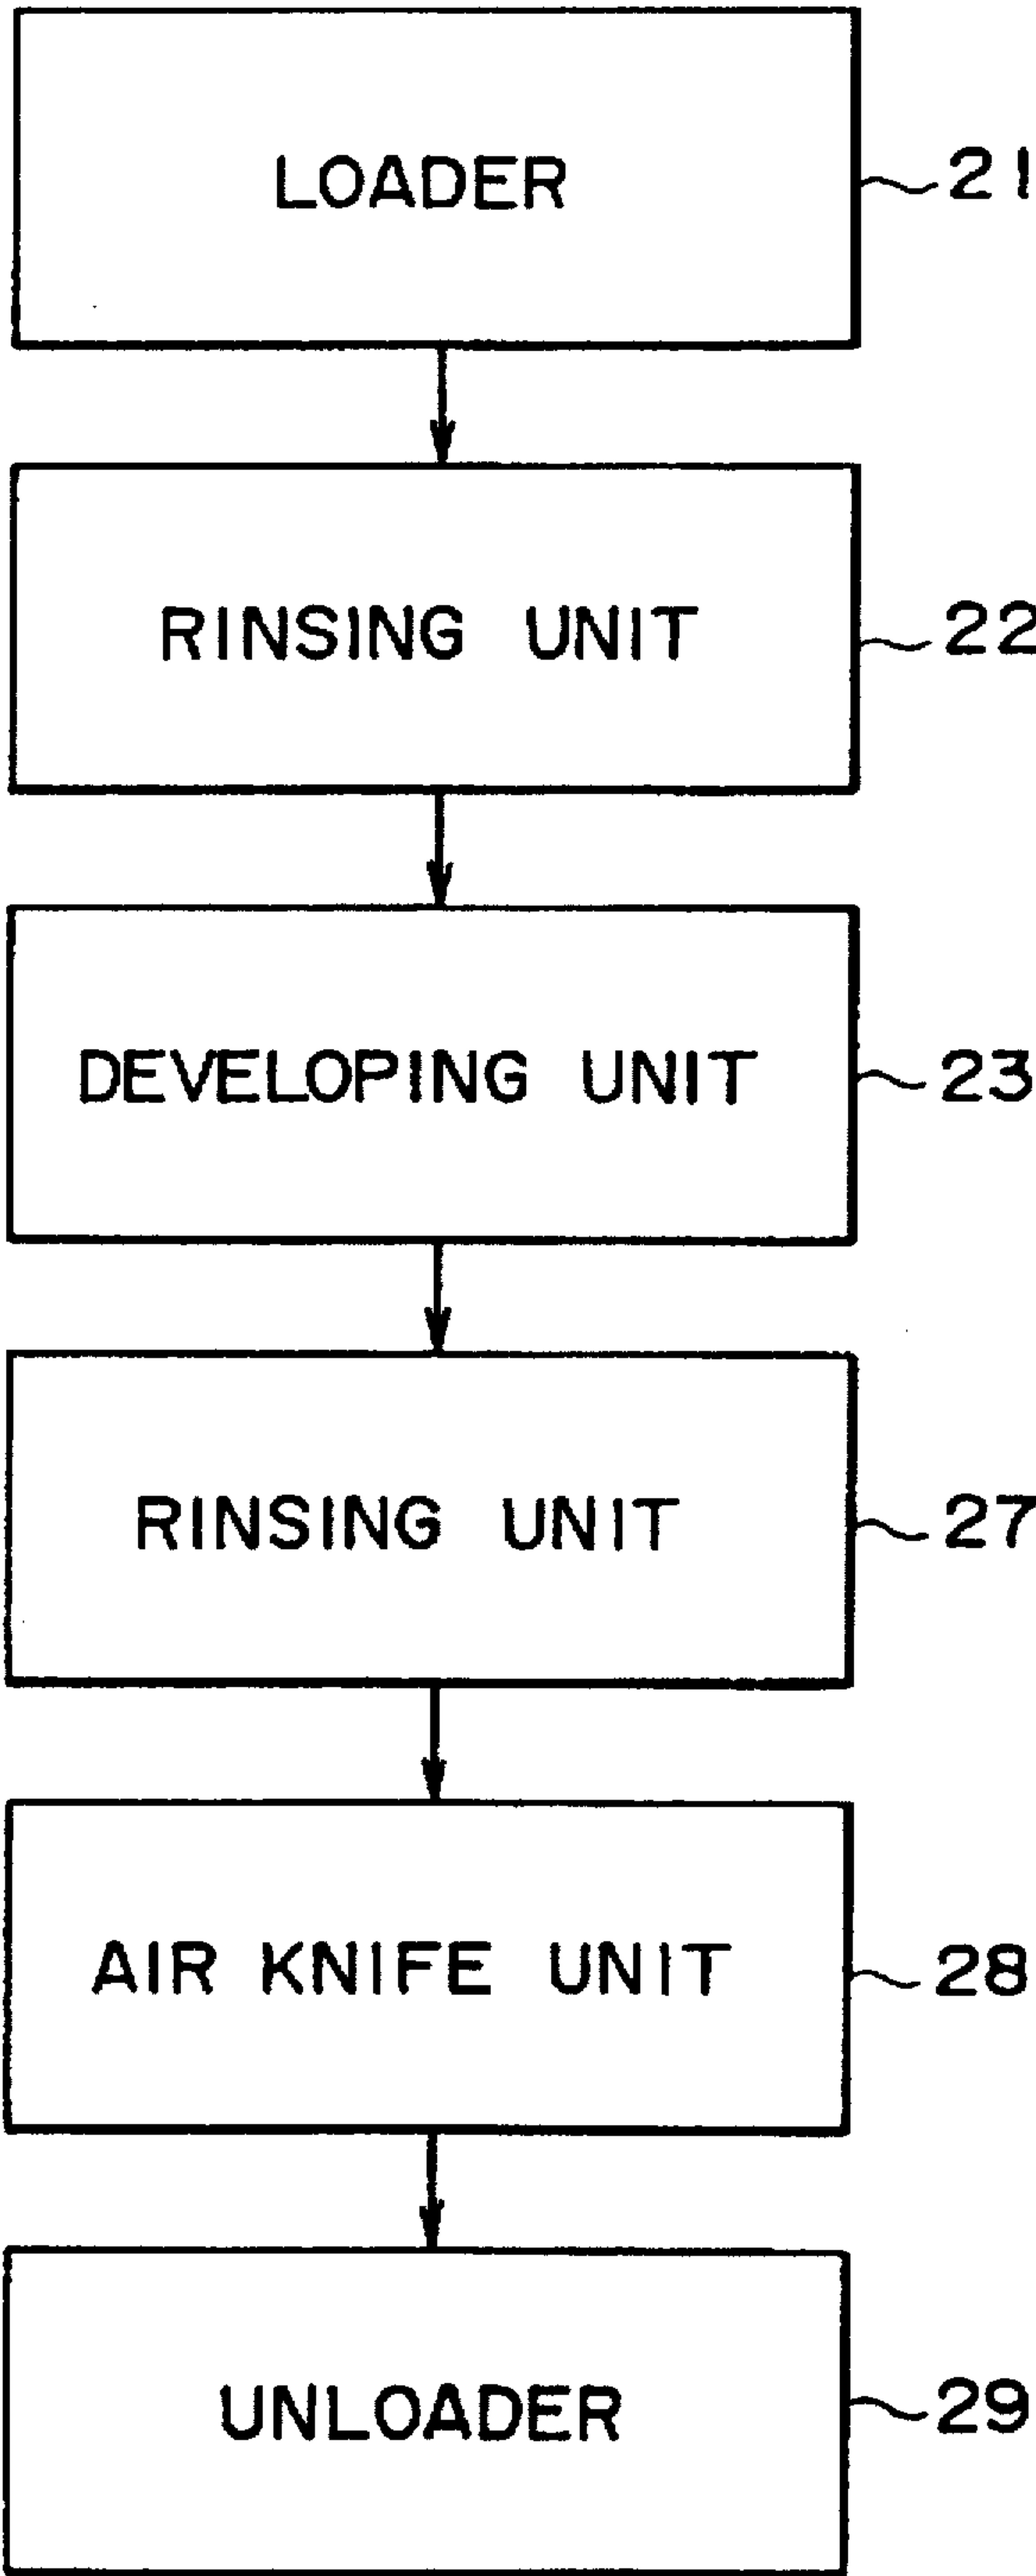 LOADER
21
RINSING UNIT
22
DEVELOPING UNIT
23
RINSING UNIT
27
AIR KNIFE UNIT
28
UNLOADER
29